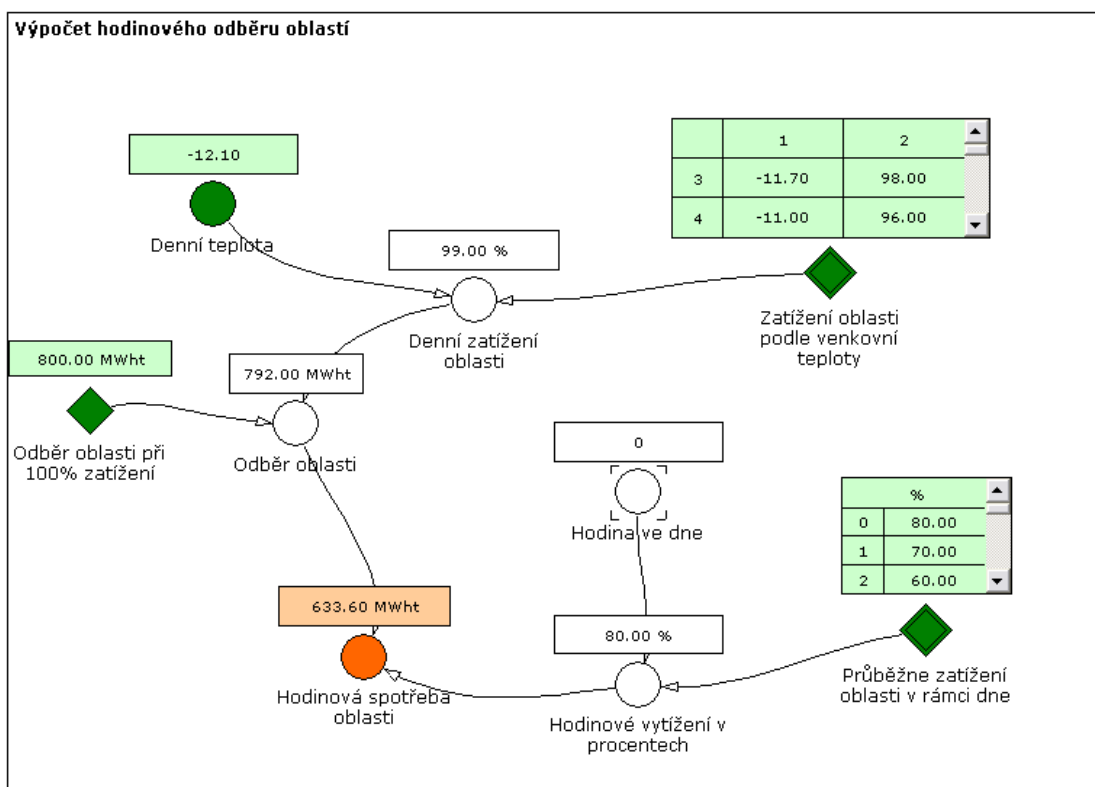 Výpočet hodinového odběru oblastí
-12.10
Denní teplota
1 2
3 -11.70 98.00
4 -11.00 96.00
99.00 %
Denní zatížení
oblasti
Zatížení oblasti
podle venkovní
teploty
800.00 MWht
Odběr oblasti při
100% zatížení
792.00 MWht
Odběr oblasti
0
Hodina ve dne
%
0 80.00
1 70.00
2 60.00
633.60 MWht
Hodinová spotřeba
oblasti
80.00 %
Hodinové vytížení v
procentech
Průběžne zatížení
oblasti v rámci dne